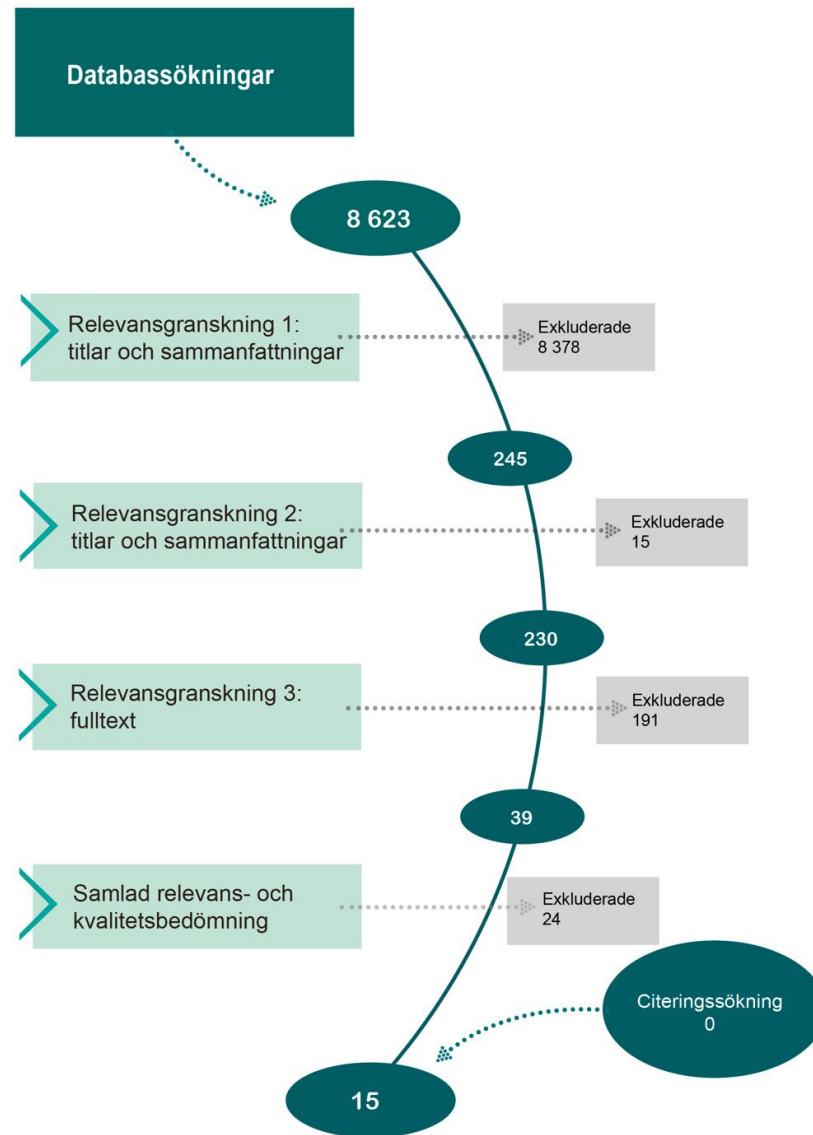 Databassökningar
8 623
Relevansgranskning 1:
titlar och sammanfattningar
Exkluderade
8 378
245
Relevansgranskning 2:
titlar och sammanfattningar
Exkluderade
15
230
Relevansgranskning 3:
fulltext
Exkluderade
191
39
Samlad relevans- och
kvalitetsbedömning
Exkluderade
24
Citeringssökning
0
15